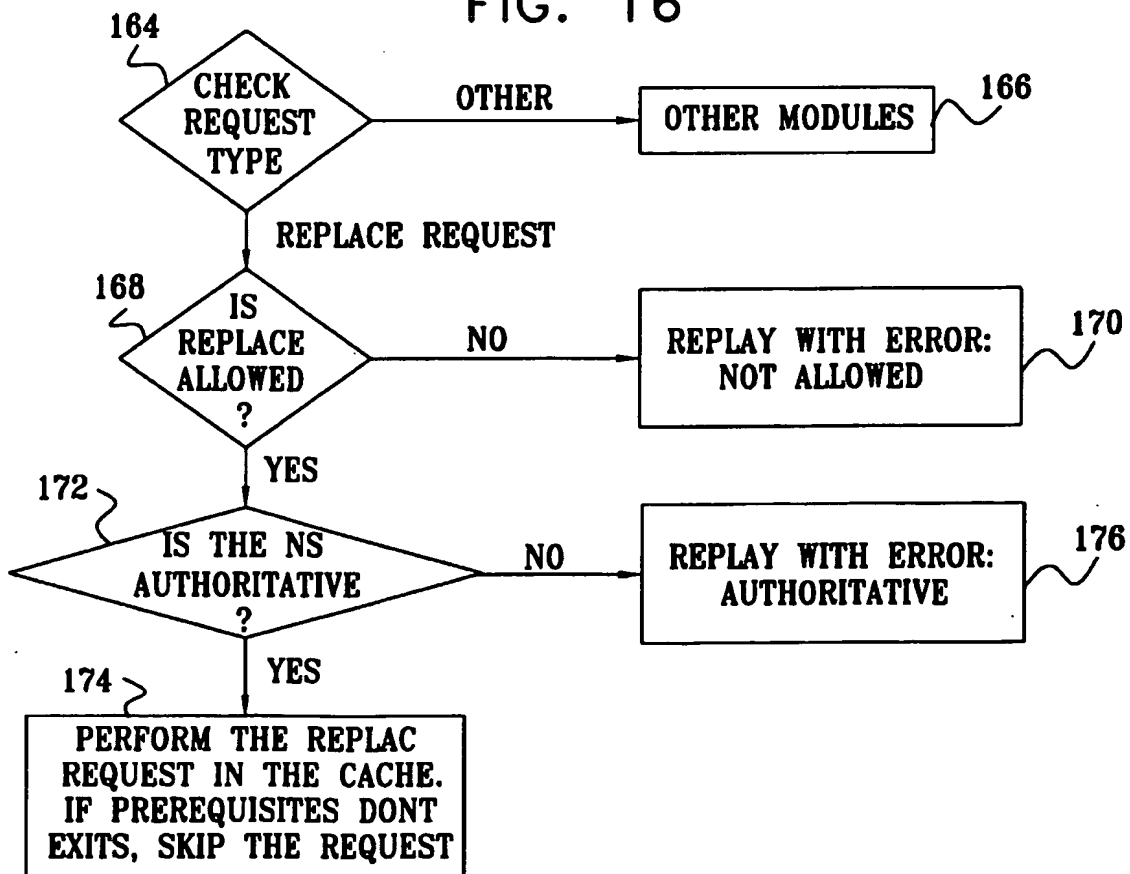 FIG. 16
164
CHECK
REQUEST
TYPE
OTHER
OTHER MODULES
166
REPLACE REQUEST
168
IS
REPLACE
ALLOWED
?
NO
REPLAY WITH ERROR:
NOT ALLOWED
170
YES
172
IS THE NS
AUTHORITATIVE
?
NO
REPLAY WITH ERROR:
AUTHORITATIVE
176
YES
174
PERFORM THE REPLAC
REQUEST IN THE CACHE.
IF PREREQUISITES DONT
EXITS, SKIP THE REQUEST